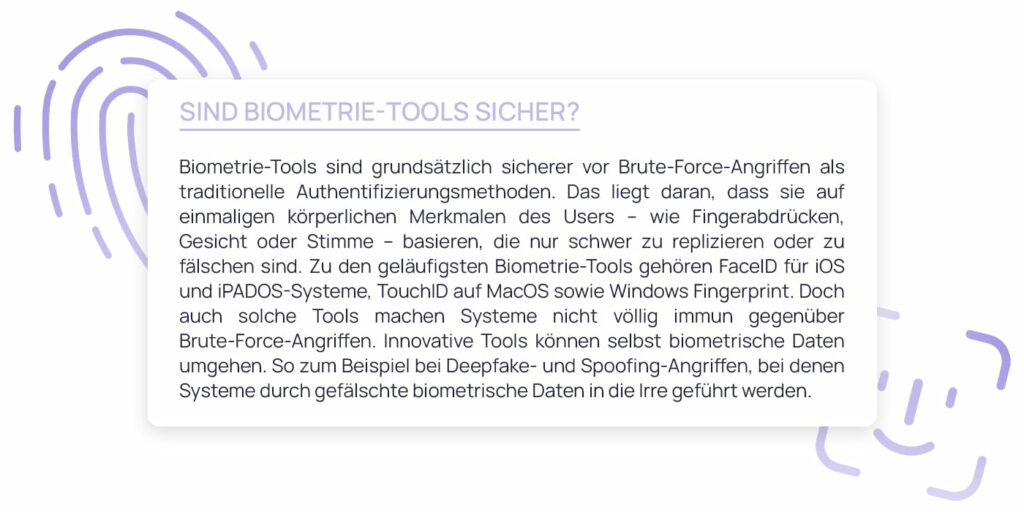 SIND BIOMETRIE-TOOLS SICHER?
Biometrie-Tools sind grundsätzlich sicherer vor Brute-Force-Angriffen als
traditionelle Authentifizierungsmethoden. Das liegt daran, dass sie auf
einmaligen körperlichen Merkmalen des Users – wie Fingerabdrücken,
Gesicht oder Stimme – basieren, die nur schwer zu replizieren oder zu
fälschen sind. Zu den geläufigsten Biometrie-Tools gehören FaceID für iOS
und iPADOS-Systeme, TouchID auf MacOS sowie Windows Fingerprint. Doch
auch solche Tools machen Systeme nicht völlig immun gegenüber
Brute-Force-Angriffen. Innovative Tools können selbst biometrische Daten
umgehen. So zum Beispiel bei Deepfake- und Spoofing-Angriffen, bei denen
Systeme durch gefälschte biometrische Daten in die Irre geführt werden.